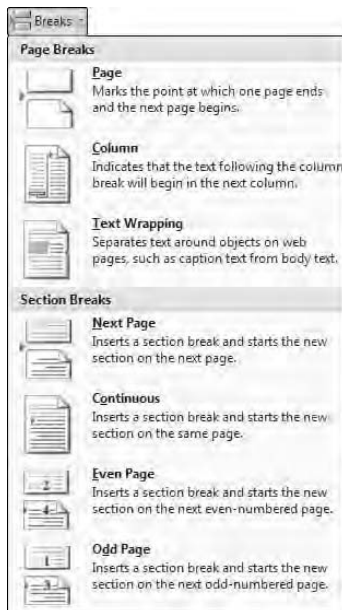 Breaks
Page Breaks
Page
Marks the point at which one page ends
and the next page begins.
Column
Indicates that the text following the column
break will begin in the next column.
Text Wrapping
Separates text around objects on web
pages, such as caption text from body text.
Section Breaks
Next Page
Inserts a section break and starts the new
section on the next page.
Continuous
Inserts a section break and starts the new
section on the same page.
Even Page
2
4
Inserts a section break and starts the new
section on the next even-numbered page.
Odd Page
1
3
Inserts a section break and starts the new
section on the next odd-numbered page.